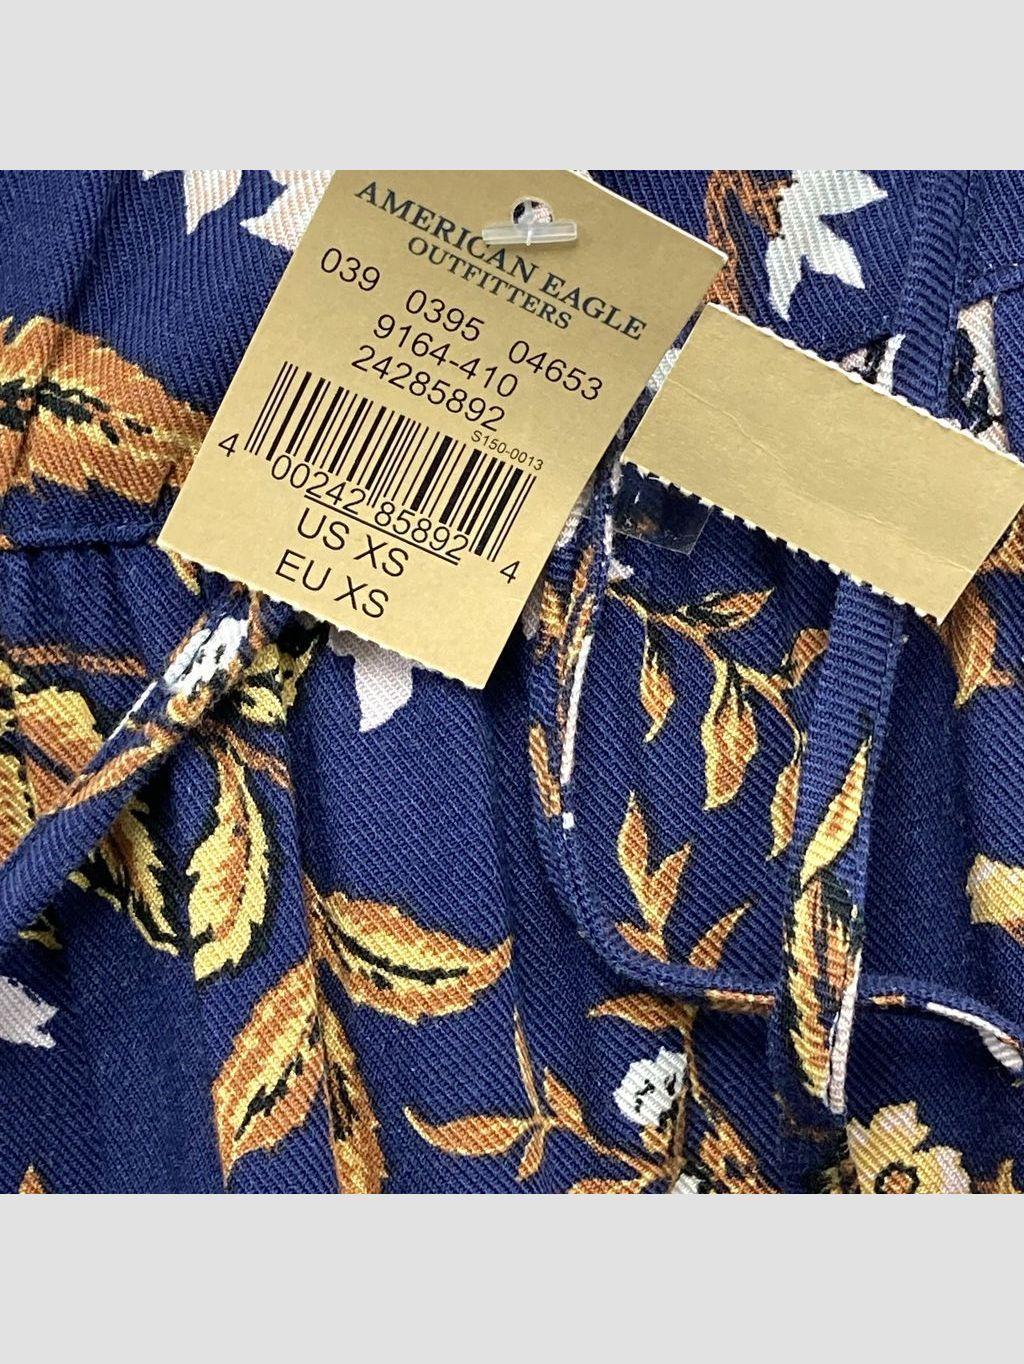 AMERICAN EAGLE
OUTFITTERS
039 0395 04653
9164-410
24285892
S150-0013
4 00242 85892 4
US XS
EU XS